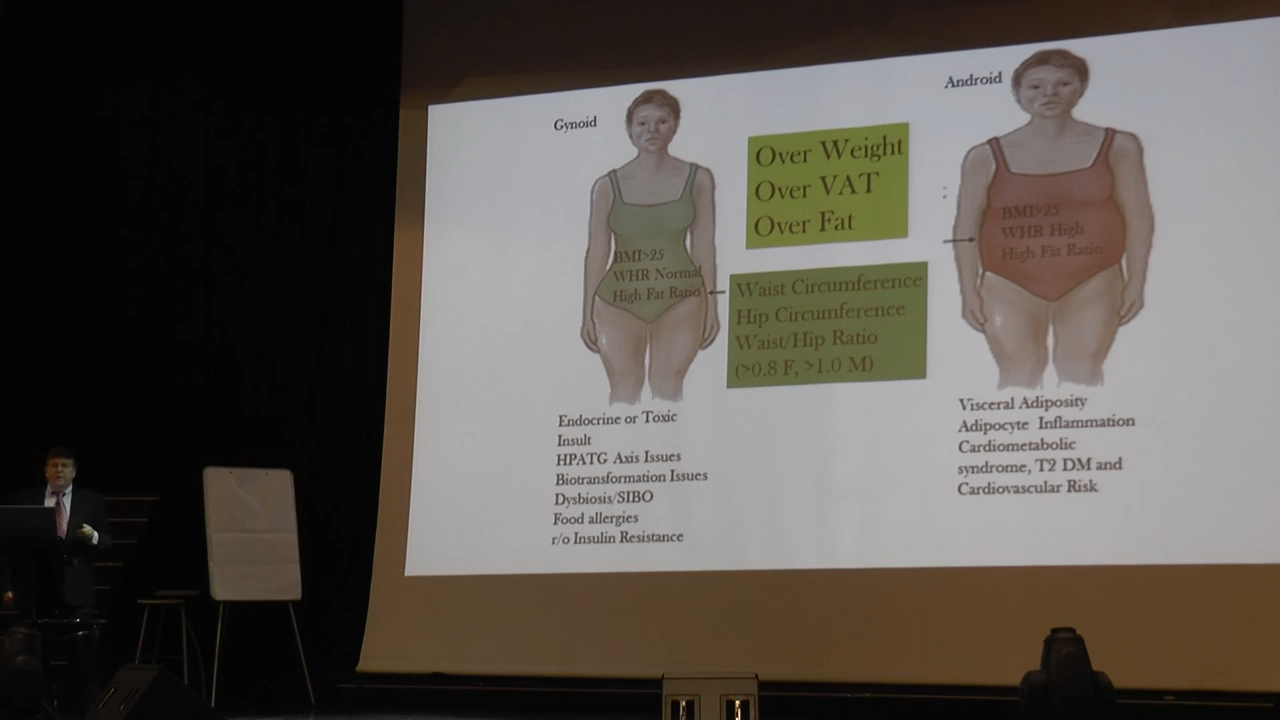 Gynoid
BMI>25
WHR Normal
High Fat Ratio
Endocrine or Toxic
Insult
HPATG Axis Issues
Biotransformation Issues
Dysbiosis/SIBO
Food allergies
r/o Insulin Resistance
Over Weight
Over VAT
Over Fat
Waist Circumference
Hip Circumference
Waist/Hip Ratio
(>0.8 F, >1.0 M)
Android
BMI>25
WHR High
High Fat Ratio
Visceral Adiposity
Adipocyte Inflammation
Cardiometabolic
syndrome, T2 DM and
Cardiovascular Risk